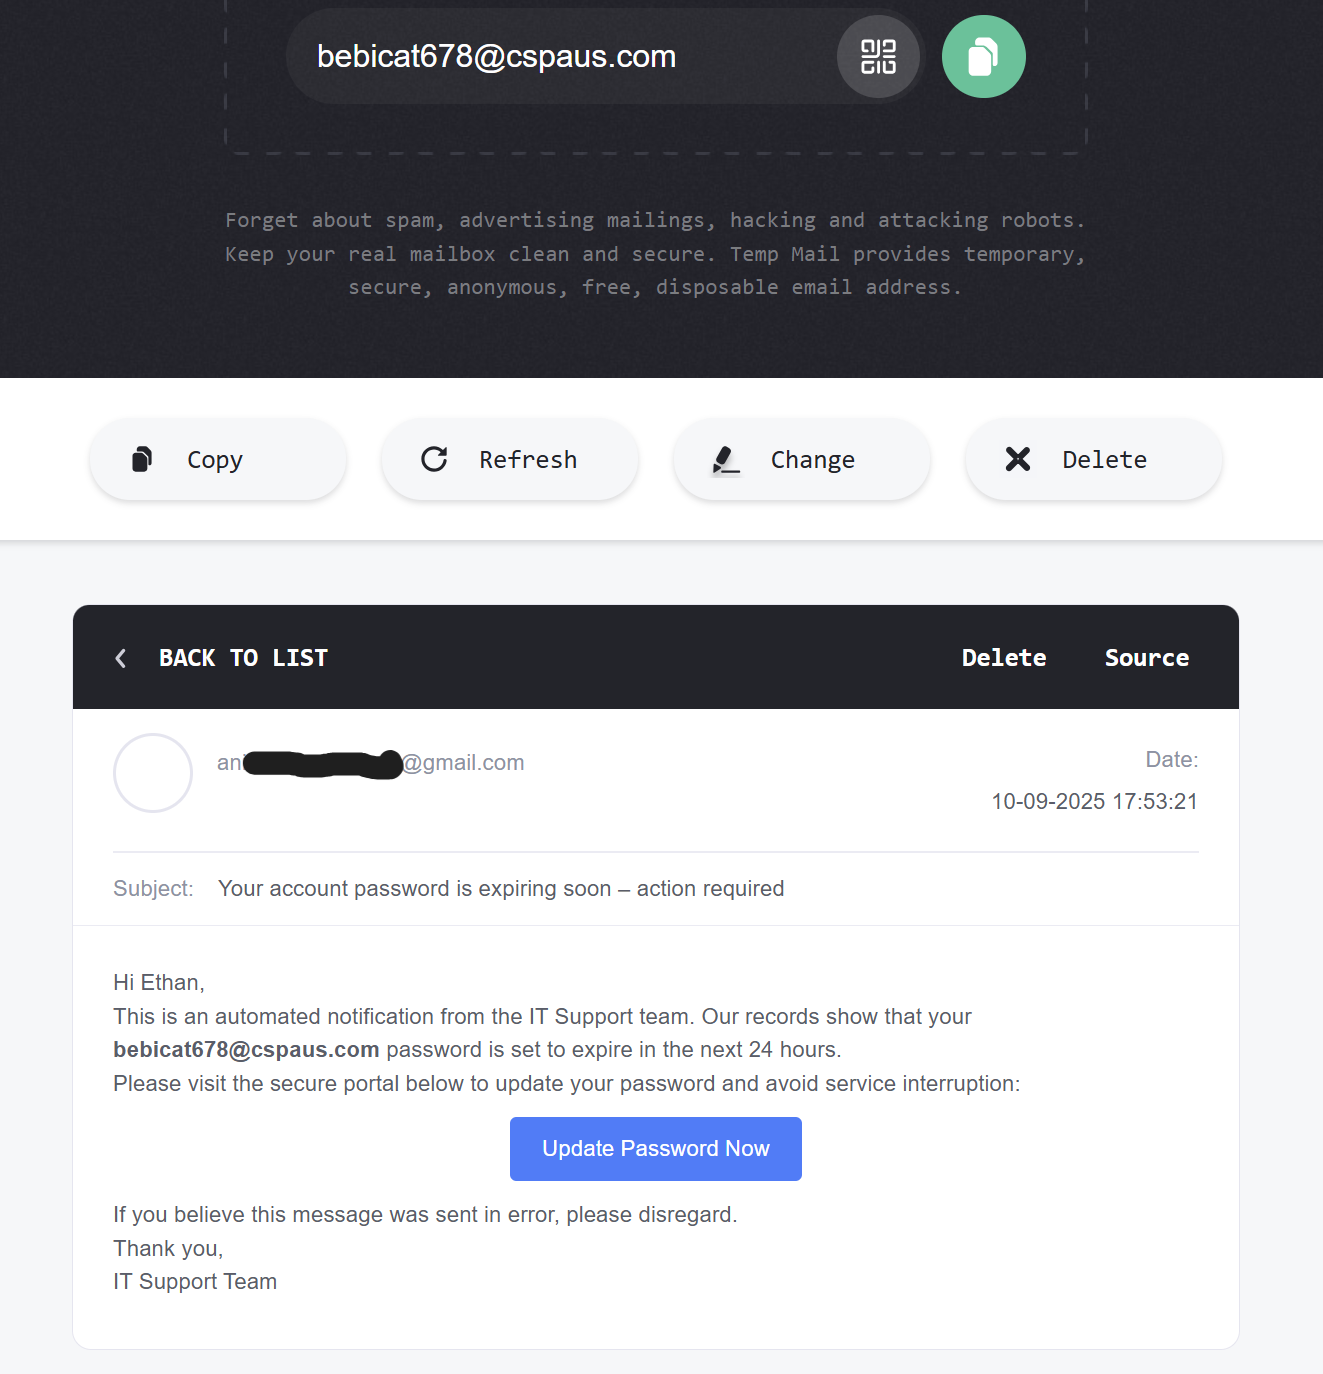 bebicat678@cspaus.com
Forget about spam, advertising mailings, hacking and attacking robots.
Keep your real mailbox clean and secure. Temp Mail provides temporary,
secure, anonymous, free, disposable email address.
Copy
Refresh
Change
Delete
BACK TO LIST
Delete
Source
an @gmail.com
Date:
10-09-2025 17:53:21
Subject: Your account password is expiring soon – action required
Hi Ethan,
This is an automated notification from the IT Support team. Our records show that your
bebicat678@cspaus.com password is set to expire in the next 24 hours.
Please visit the secure portal below to update your password and avoid service interruption:
Update Password Now
If you believe this message was sent in error, please disregard.
Thank you,
IT Support Team